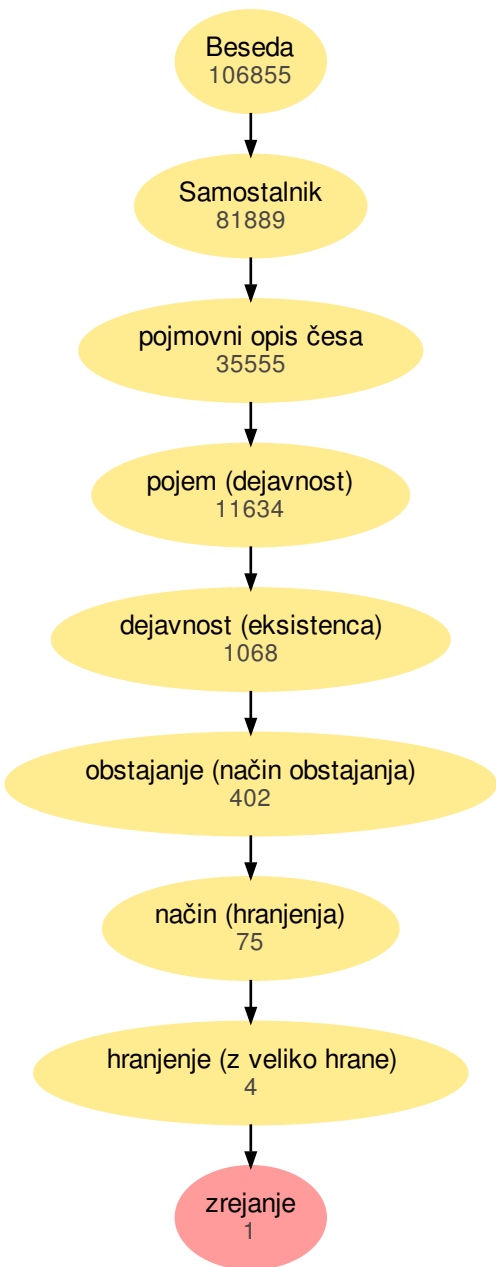 Beseda
106855
Samostalnik
81889
pojmovni opis česa
35555
pojem (dejavnost)
11634
dejavnost (eksistenca)
1068
obstajanje (način obstajanja)
402
način (hranjenja)
75
hranjenje (z veliko hrane)
4
zrejanje
1